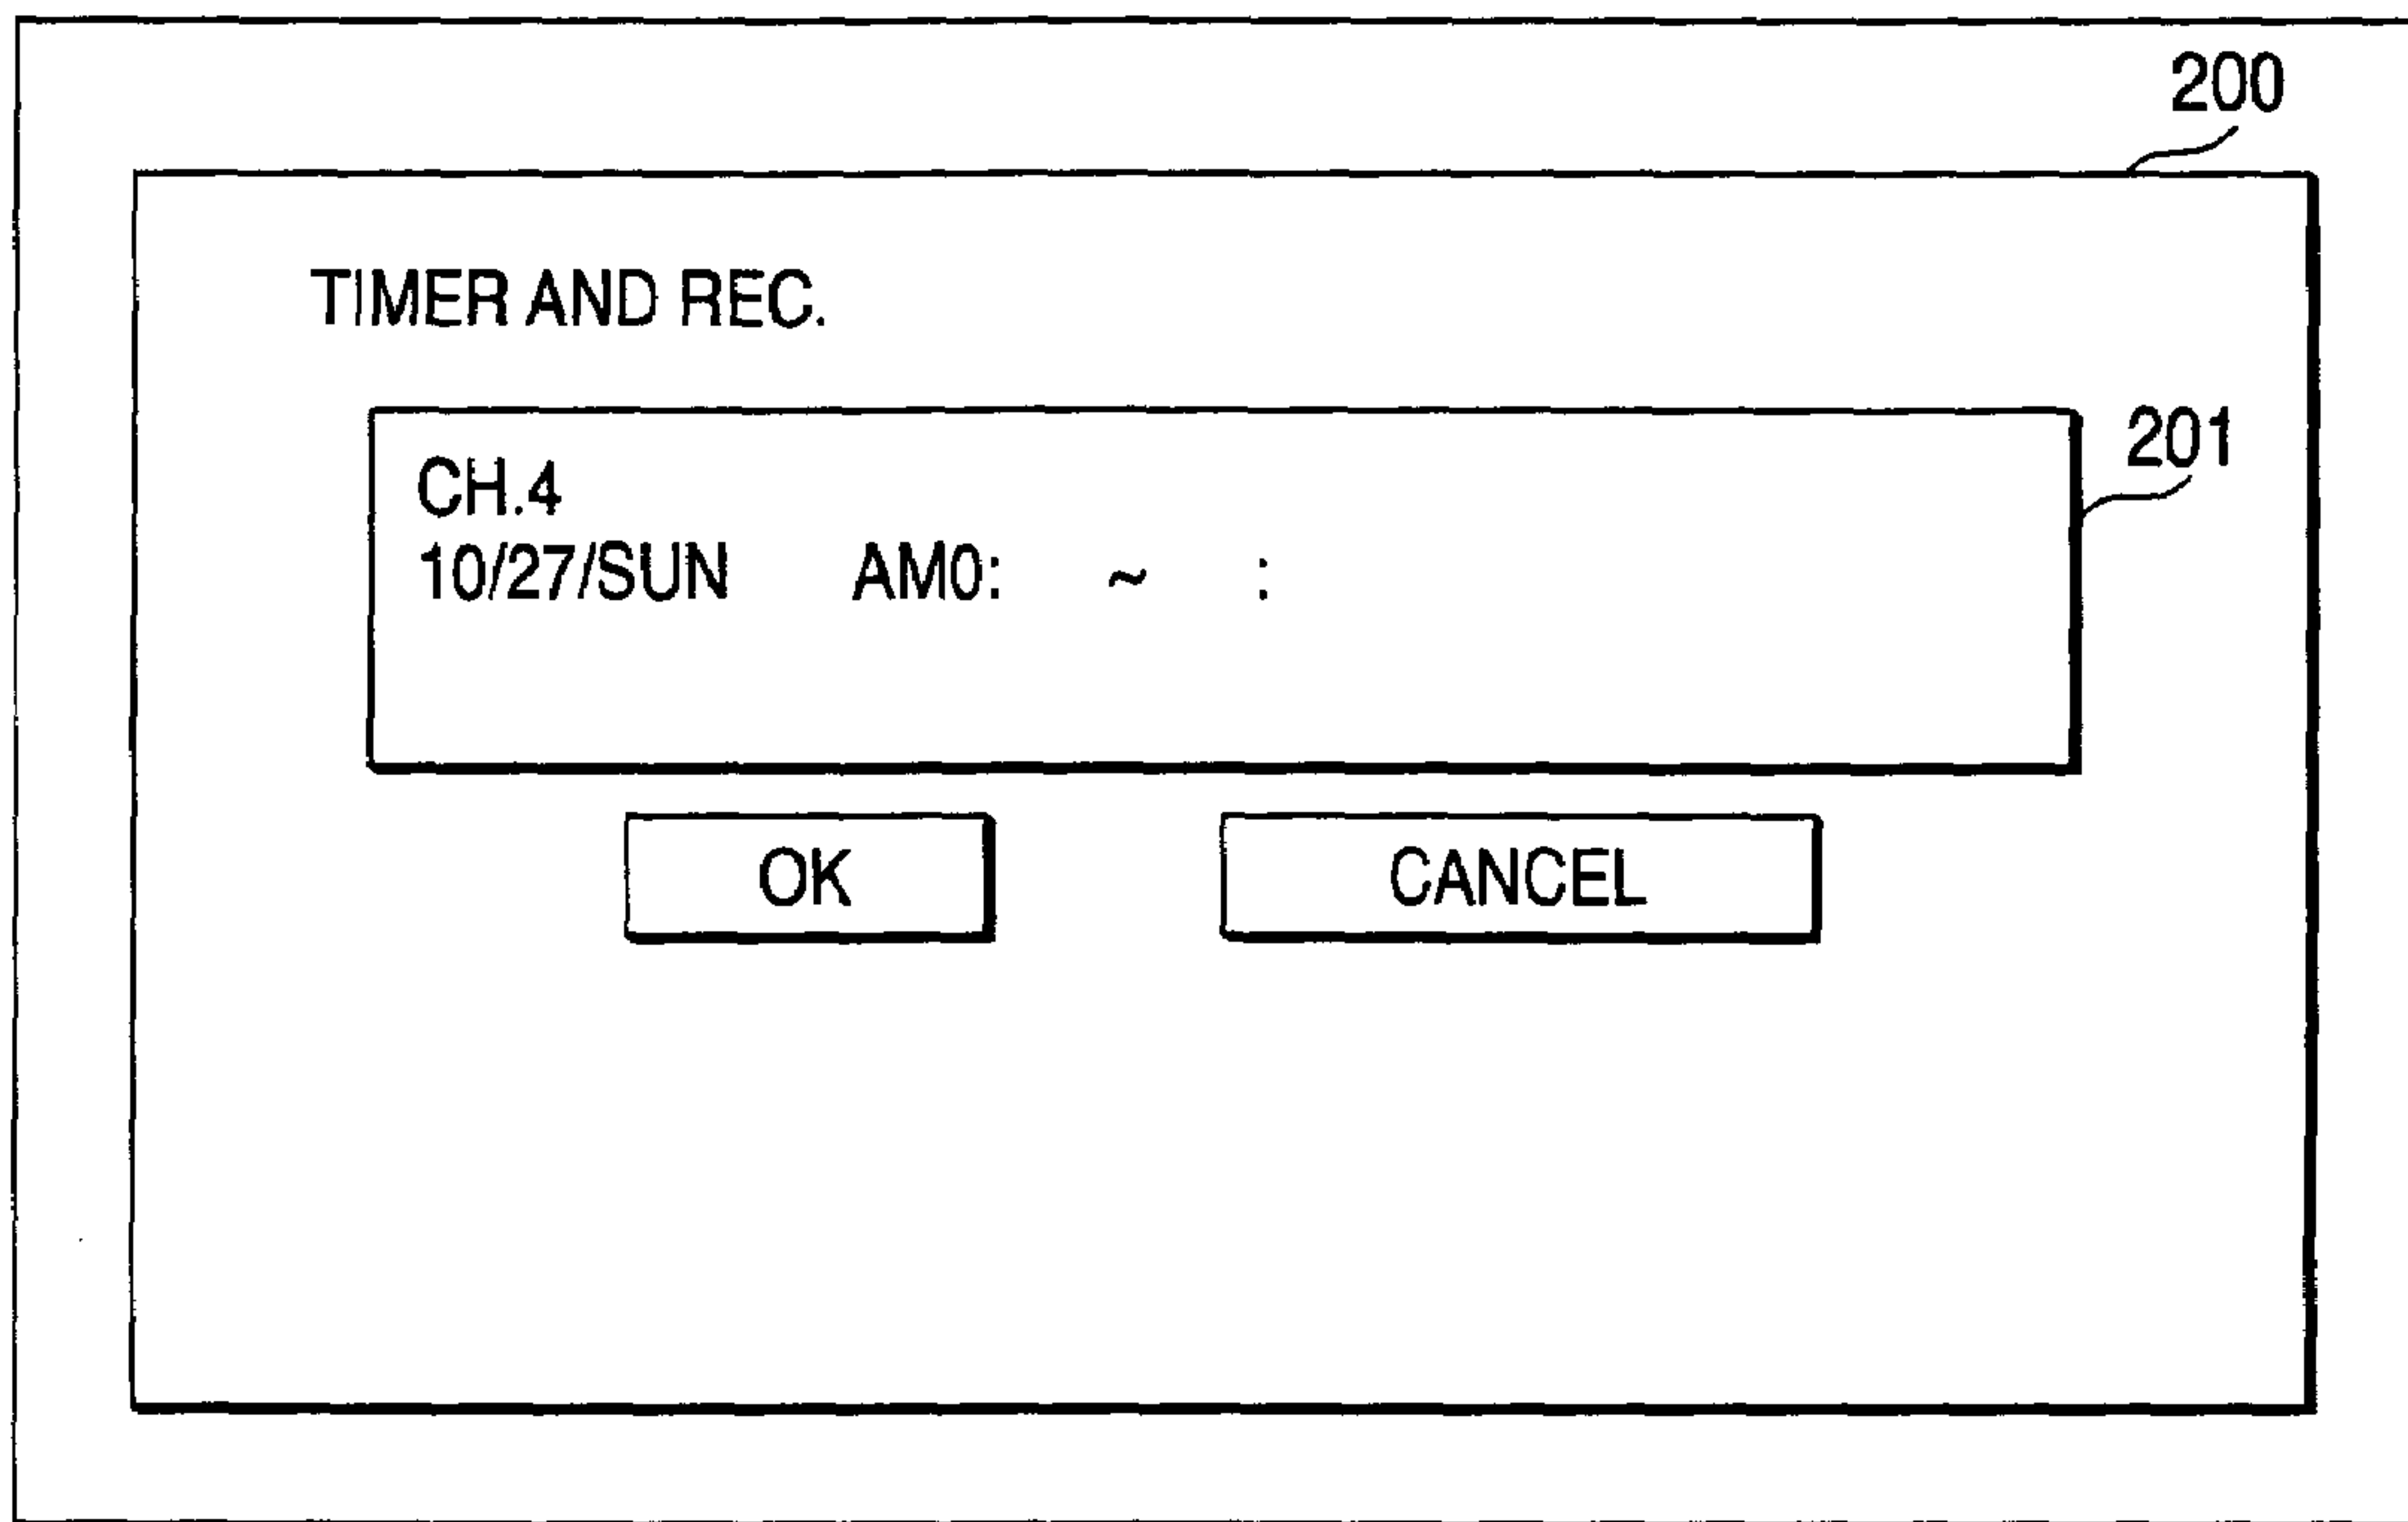 200
TIMER AND REC.
201
CH.4
10/27/SUN AM0: ~ :
OK CANCEL